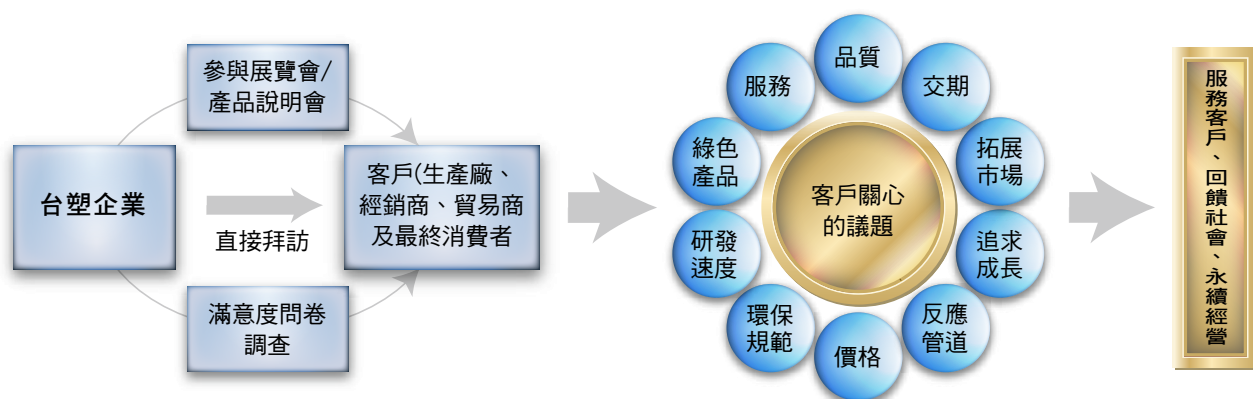 參與展覽會/
產品說明會
台塑企業
直接拜訪
客戶(生產廠、
經銷商、貿易商
及最終消費者
滿意度問卷
調查
品質
交期
拓展
市場
追求
成長
反應
管道
價格
環保
規範
研發
速度
綠色
產品
服務
客戶關心
的議題
服務客戶、回饋社會、永續經營